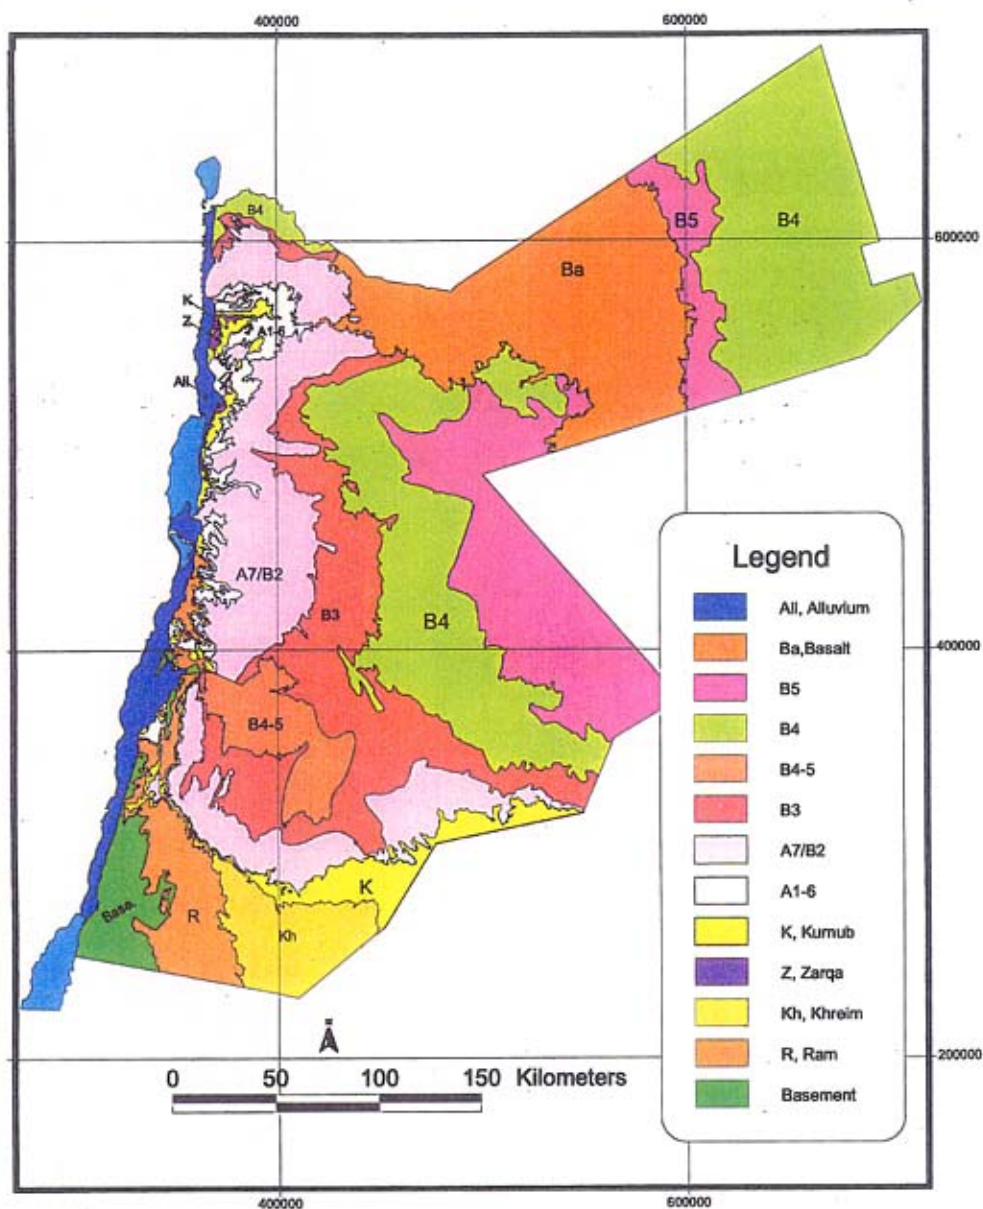 400000
600000
B4
B5
B4
600000
Ba
K
Z
A1-6
All.
Legend
A7/B2
All, Alluvium
B3
B4
Ba,Basalt
400000
B5
B4
B4-5
B4-5
B3
A7/B2
K
A1-6
Base.
R
Kh
K, Kurnub
Z, Zarqa
Kh, Khreim
R, Ram
200000
0 50 100 150 Kilometers
Basement
400000
600000